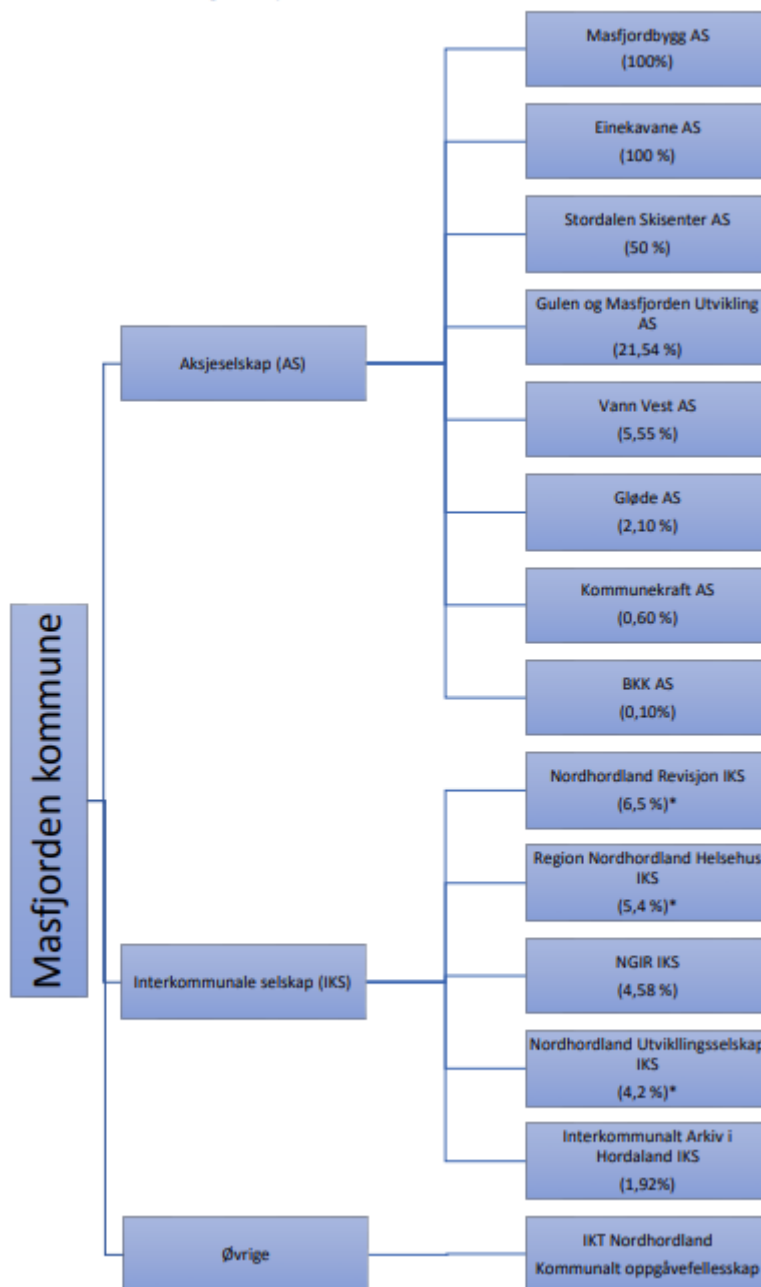 Masfjorden kommune
Aksjeselskap (AS)
Masfjordbygg AS
(100%)
Einekavane AS
(100 %)
Stordalen Skisenter AS
(50 %)
Gulen og Masfjorden Utvikling
AS
(21,54 %)
Vann Vest AS
(5,55 %)
Gløde AS
(2,10 %)
Kommunekraft AS
(0,60 %)
BKK AS
(0,10%)
Interkommunale selskap (IKS)
Nordhordland Revisjon IKS
(6,5 %)*
Region Nordhordland Helsehus
IKS
(5,4 %)*
NGIR IKS
(4,58 %)
Nordhordland Utvikllingsselskap
IKS
(4,2 %)*
Interkommunalt Arkiv i
Hordaland IKS
(1,92%)
Øvrige
IKT Nordhordland
Kommunalt oppgåvefellesskap